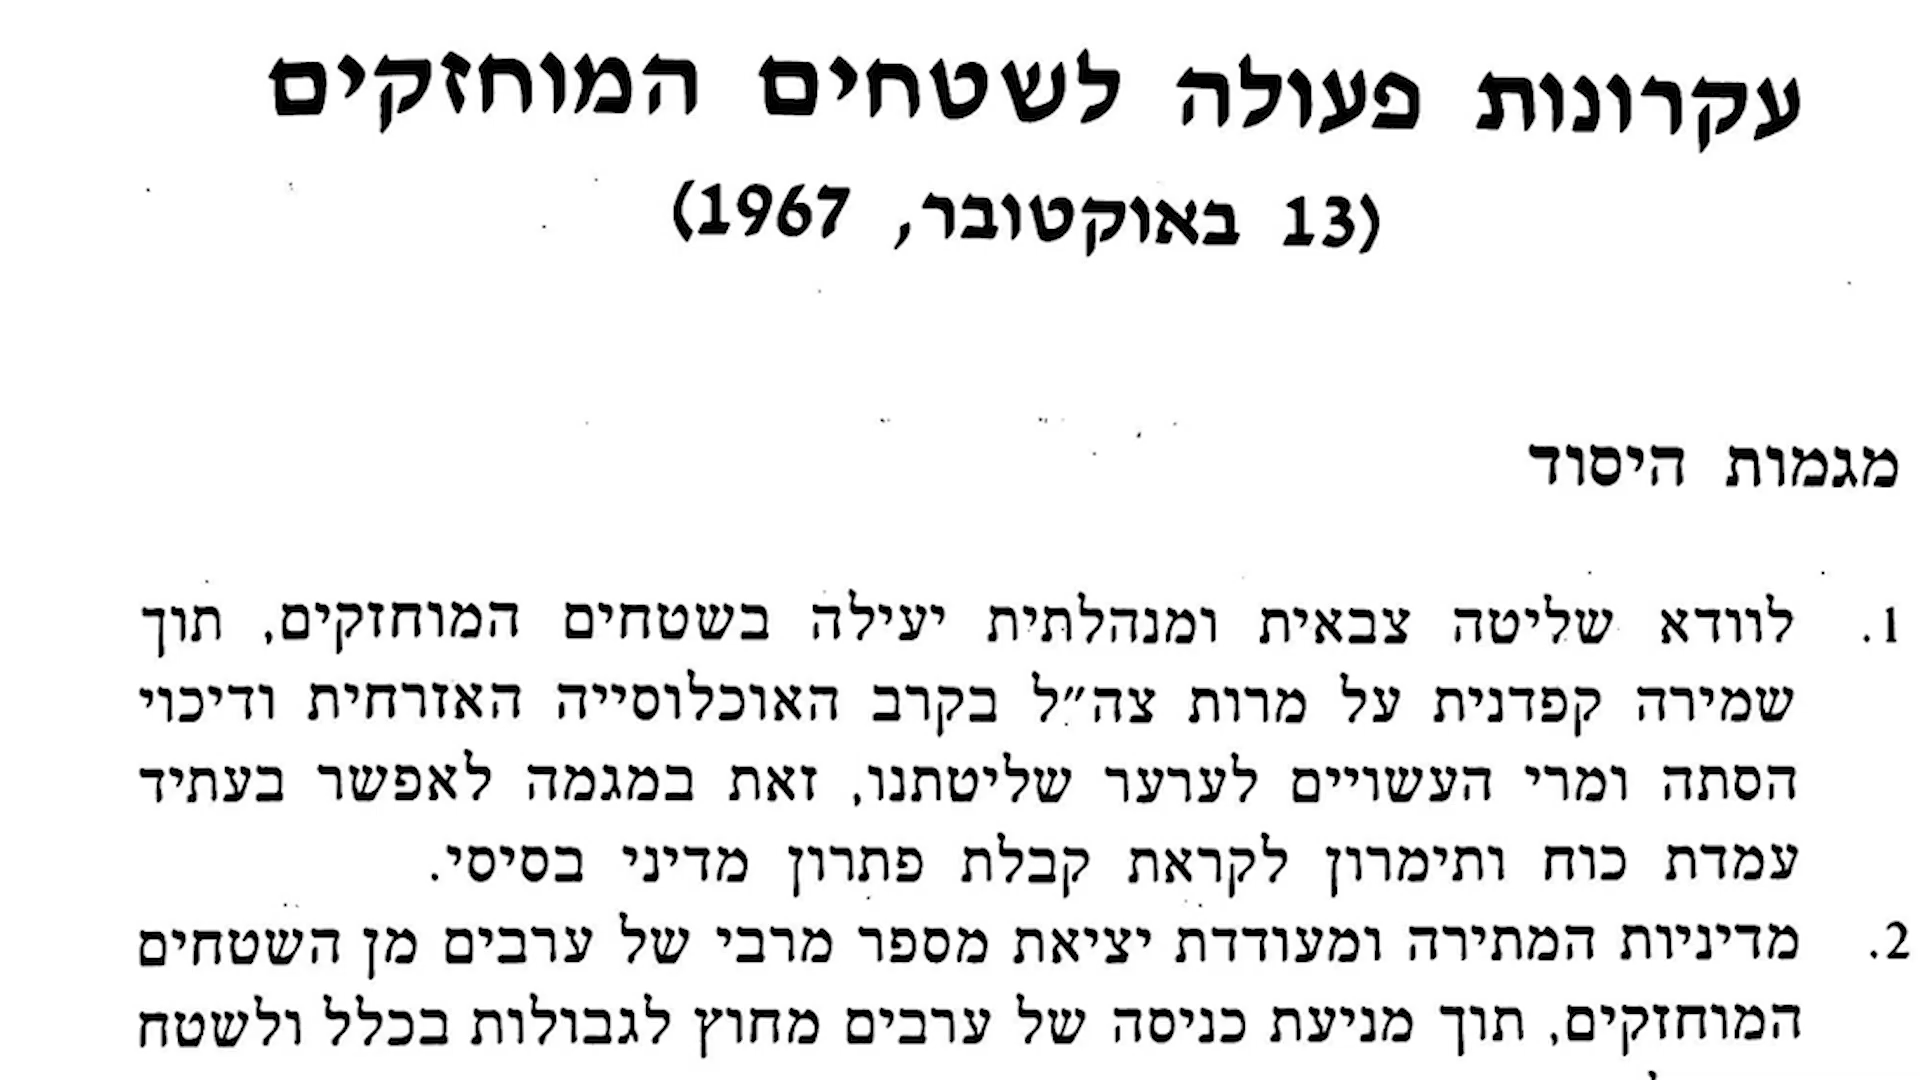 עקרונות פעולה לשטחים המוחזקים
(13 באוקטובר, 1967)
מגמות היסוד
1. לוודא שליטה צבאית ומנהלתית יעילה בשטחים המוחזקים, תוך
שמירה קפדנית על מרות צה״ל בקרב האוכלוסייה האזרחית ודיכוי
הסתה ומרי העשויים לערער שליטתנו, זאת במגמה לאפשר בעתיד
עמדת כוח ותימרון לקראת קבלת פתרון מדיני בסיסי.
2. מדיניות המתירה ומעודדת יציאת מספר מרבי של ערבים מן השטחים
המוחזקים, תוך מניעת כניסה של ערבים מחוץ לגבולות בכלל ולשטח